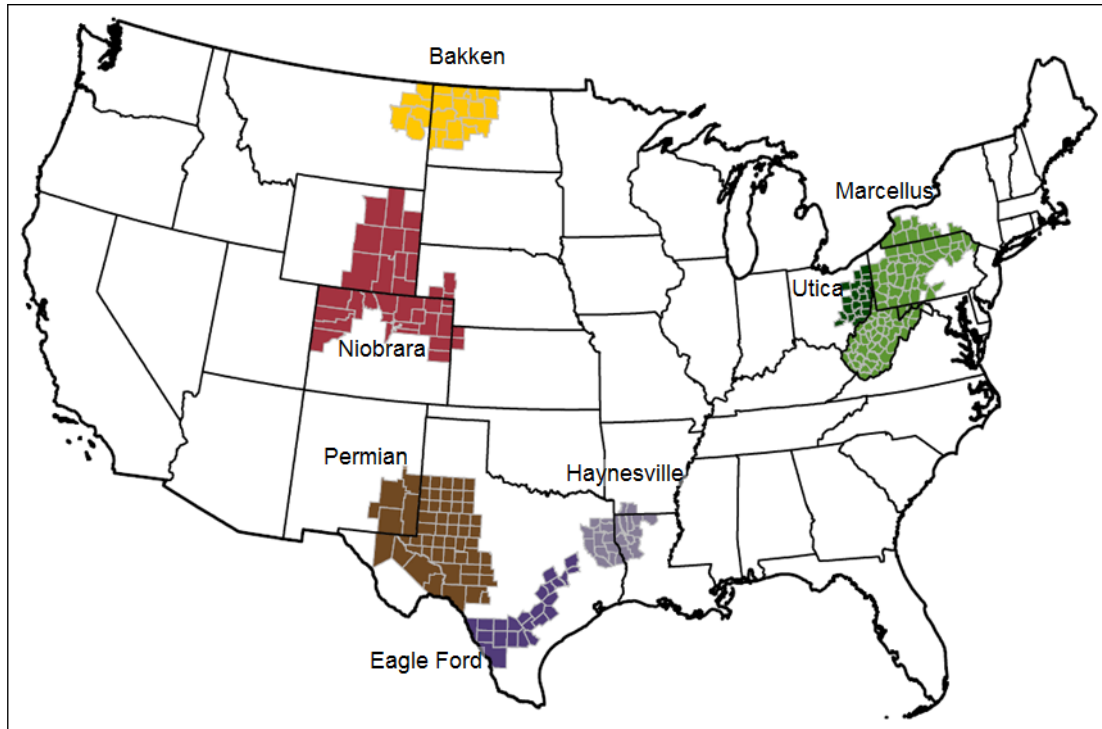 Bakken
Marcellus
Utica
Niobrara
Permian
Haynesville
Eagle Ford